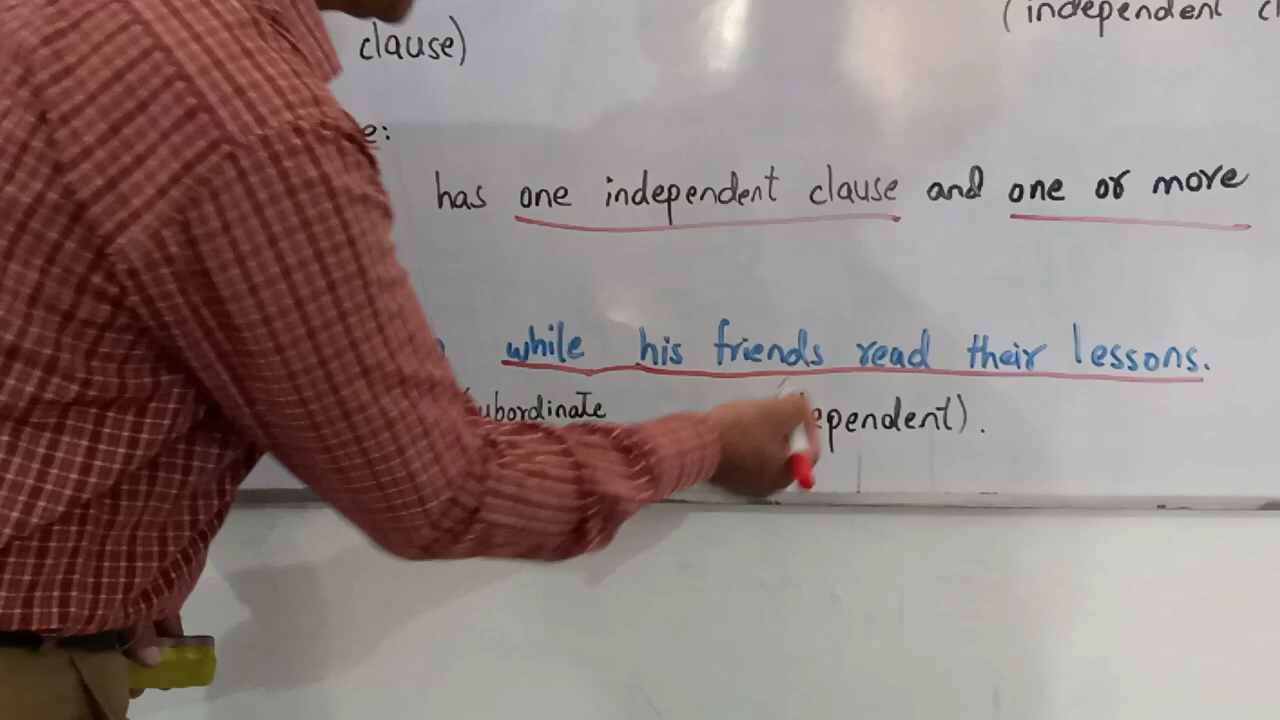 (independent
clause)
e:
has one independent clause and one or more
while his friends read their lessons.
ubordinate ependent).